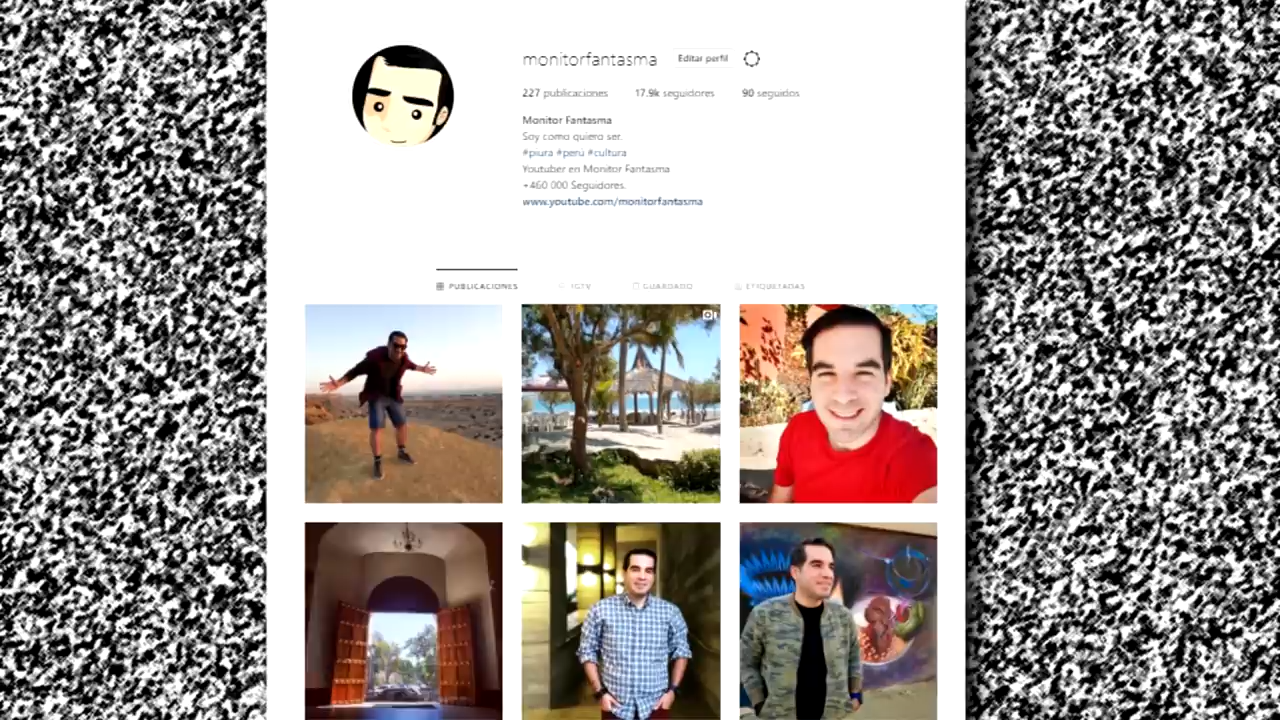 monitorfantasma Editar perfil
227 publicaciones 17.9k seguidores 90 seguidos
Monitor Fantasma
Soy como quiero ser.
#piura #perú #cultura
Youtuber en Monitor Fantasma
+460 000 Seguidores.
www.youtube.com/monitorfantasma
PUBLICACIONES IGTV GUARDADO ETIQUETADAS